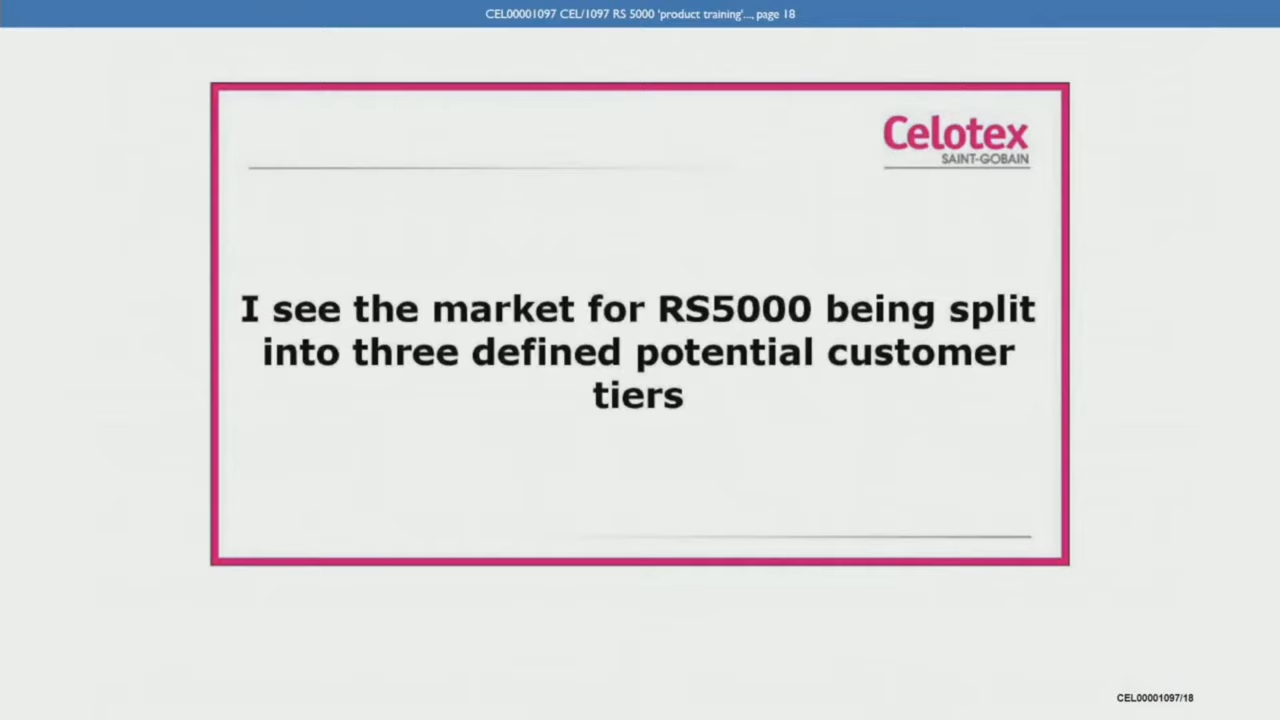 CEL00001097 CEL/1097 RS 5000 'product training'..., page 18
Celotex
SAINT-GOBAIN
I see the market for RS5000 being split
into three defined potential customer
tiers
CEL00001097/18